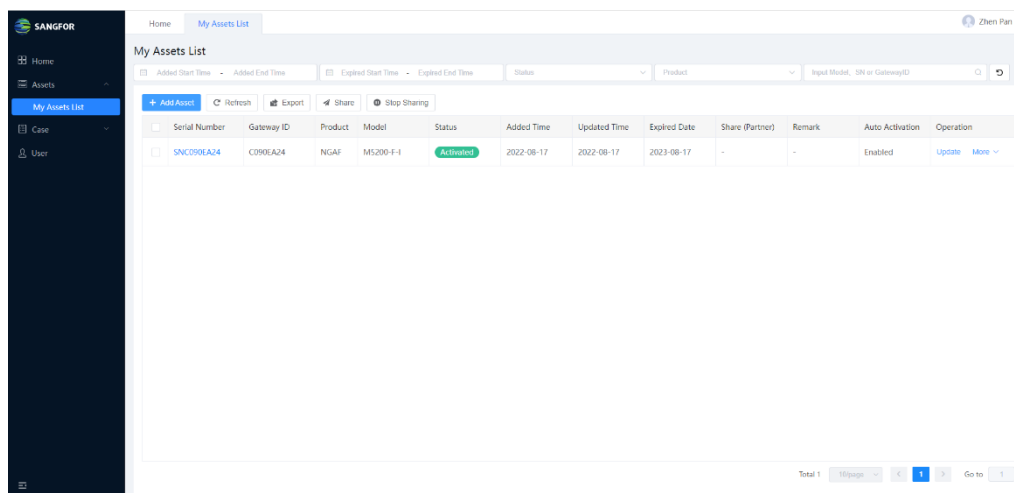 SANGFOR
Home
Assets
My Assets List
Case
User
Home My Assets List
Zhen Pan
My Assets List
Added Start Time - Added End Time Expired Start Time - Expired End Time Status Product Input Model, SN or GatewayID
+ Add Asset Refresh Export Share Stop Sharing
Serial Number Gateway ID Product Model Status Added Time Updated Time Expired Date Share (Partner) Remark Auto Activation Operation
SNC090EA24 C090EA24 NGAF M5200-F-I Activated 2022-08-17 2022-08-17 2023-08-17 - - Enabled Update More
Total 1 < 1 > Go to 1